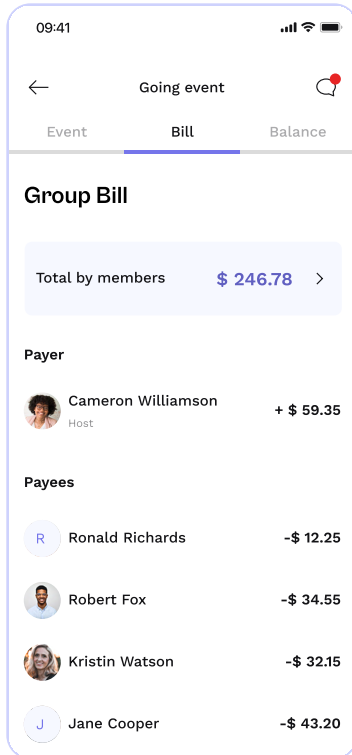 09:41
Going event
Event Bill Balance
Group Bill
Total by members $ 246.78
Payer
Cameron Williamson
Host
+ $ 59.35
Payees
R Ronald Richards -$ 12.25
Robert Fox -$ 34.55
Kristin Watson -$ 32.15
J Jane Cooper -$ 43.20